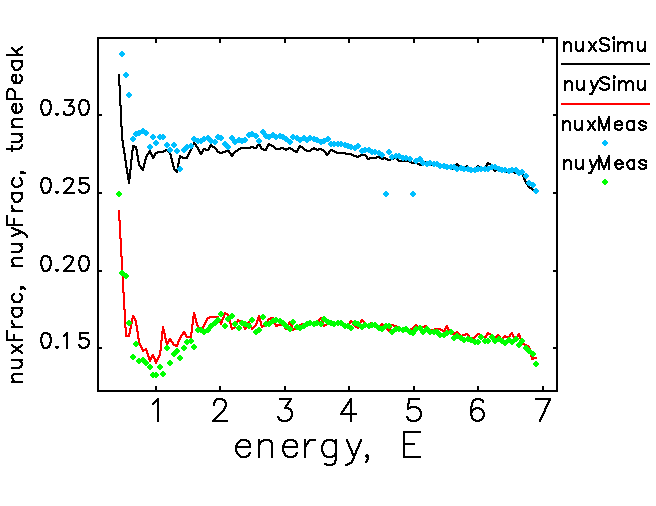 nuxFrac, nuyFrac, tunePeak
0.30
0.25
0.20
0.15
1 2 3 4 5 6 7
energy, E
nuxSimu
nuySimu
nuxMeas
nuyMeas